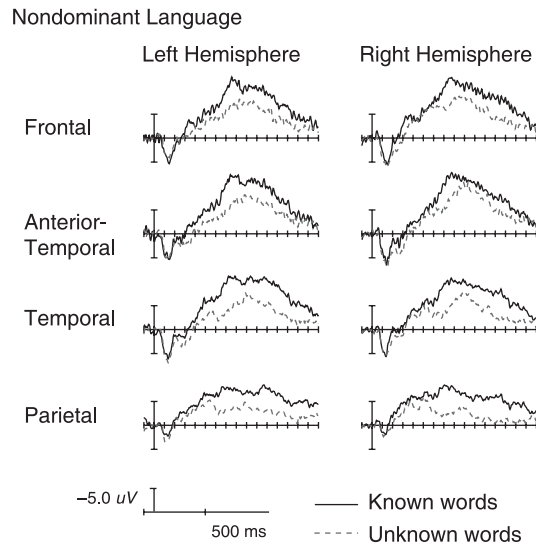 Nondominant Language
Left Hemisphere Right Hemisphere
Frontal
Anterior-
Temporal
Temporal
Parietal
−5.0 uV
500 ms
Known words
Unknown words